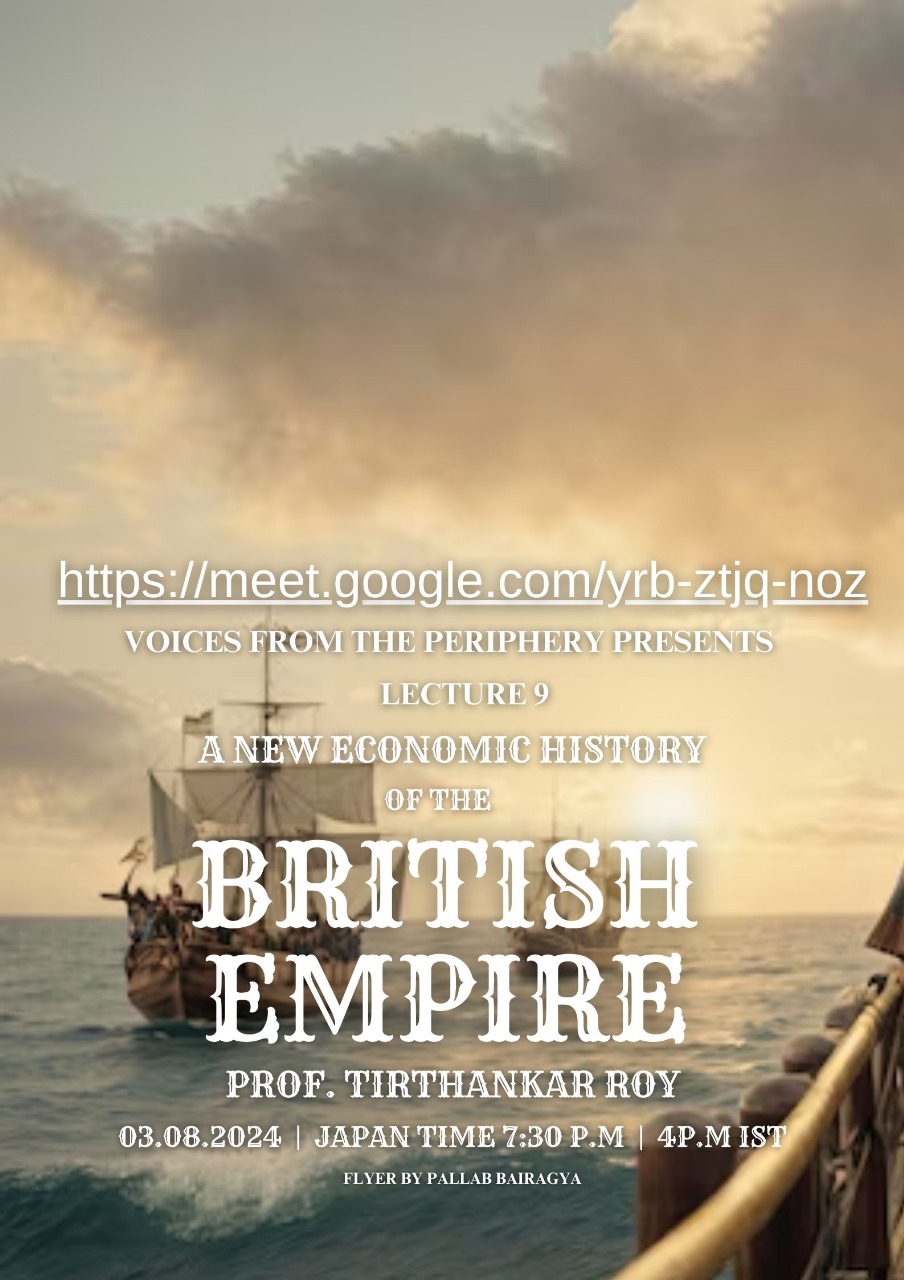 https://meet.google.com/yrb-ztjq-noz
VOICES FROM THE PERIPHERY PRESENTS
LECTURE 9
A NEW ECONOMIC HISTORY
OF THE
BRITISH
EMPIRE
PROF. TIRTHANKAR ROY
03.08.2024 | JAPAN TIME 7:30 P.M | 4P.M IST
FLYER BY PALLAB BAIRAGYA